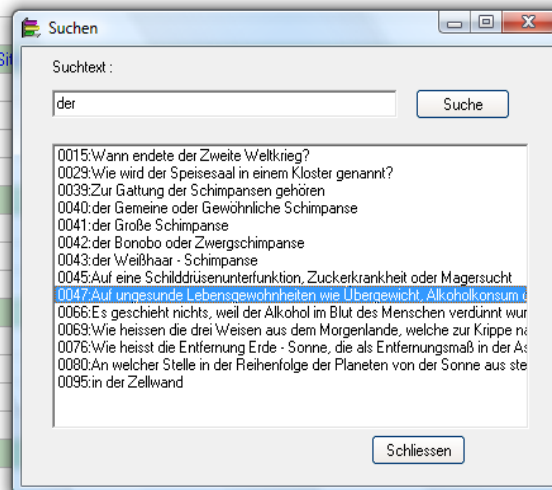 Suchen
Sit
Suchtext :
der
Suche
0015:Wann endete der Zweite Weltkrieg?
0029:Wie wird der Speisesaal in einem Kloster genannt?
0039:Zur Gattung der Schimpansen gehören
0040:der Gemeine oder Gewöhnliche Schimpanse
0041:der Große Schimpanse
0042:der Bonobo oder Zwergschimpanse
0043:der Weißhaar - Schimpanse
0045:Auf eine Schilddrüsenunterfunktion, Zuckerkrankheit oder Magersucht
0047:Auf ungesunde Lebensgewohnheiten wie Übergewicht, Alkoholkonsum
0066:Es geschieht nichts, weil der Alkohol im Blut des Menschen verdünnt wur
0069:Wie heissen die drei Weisen aus dem Morgenlande, welche zur Krippe na
0076:Wie heisst die Entfernung Erde - Sonne, die als Entfernungsmaß in der As
0080:An welcher Stelle in der Reihenfolge der Planeten von der Sonne aus ste
0095:in der Zellwand
Schliessen